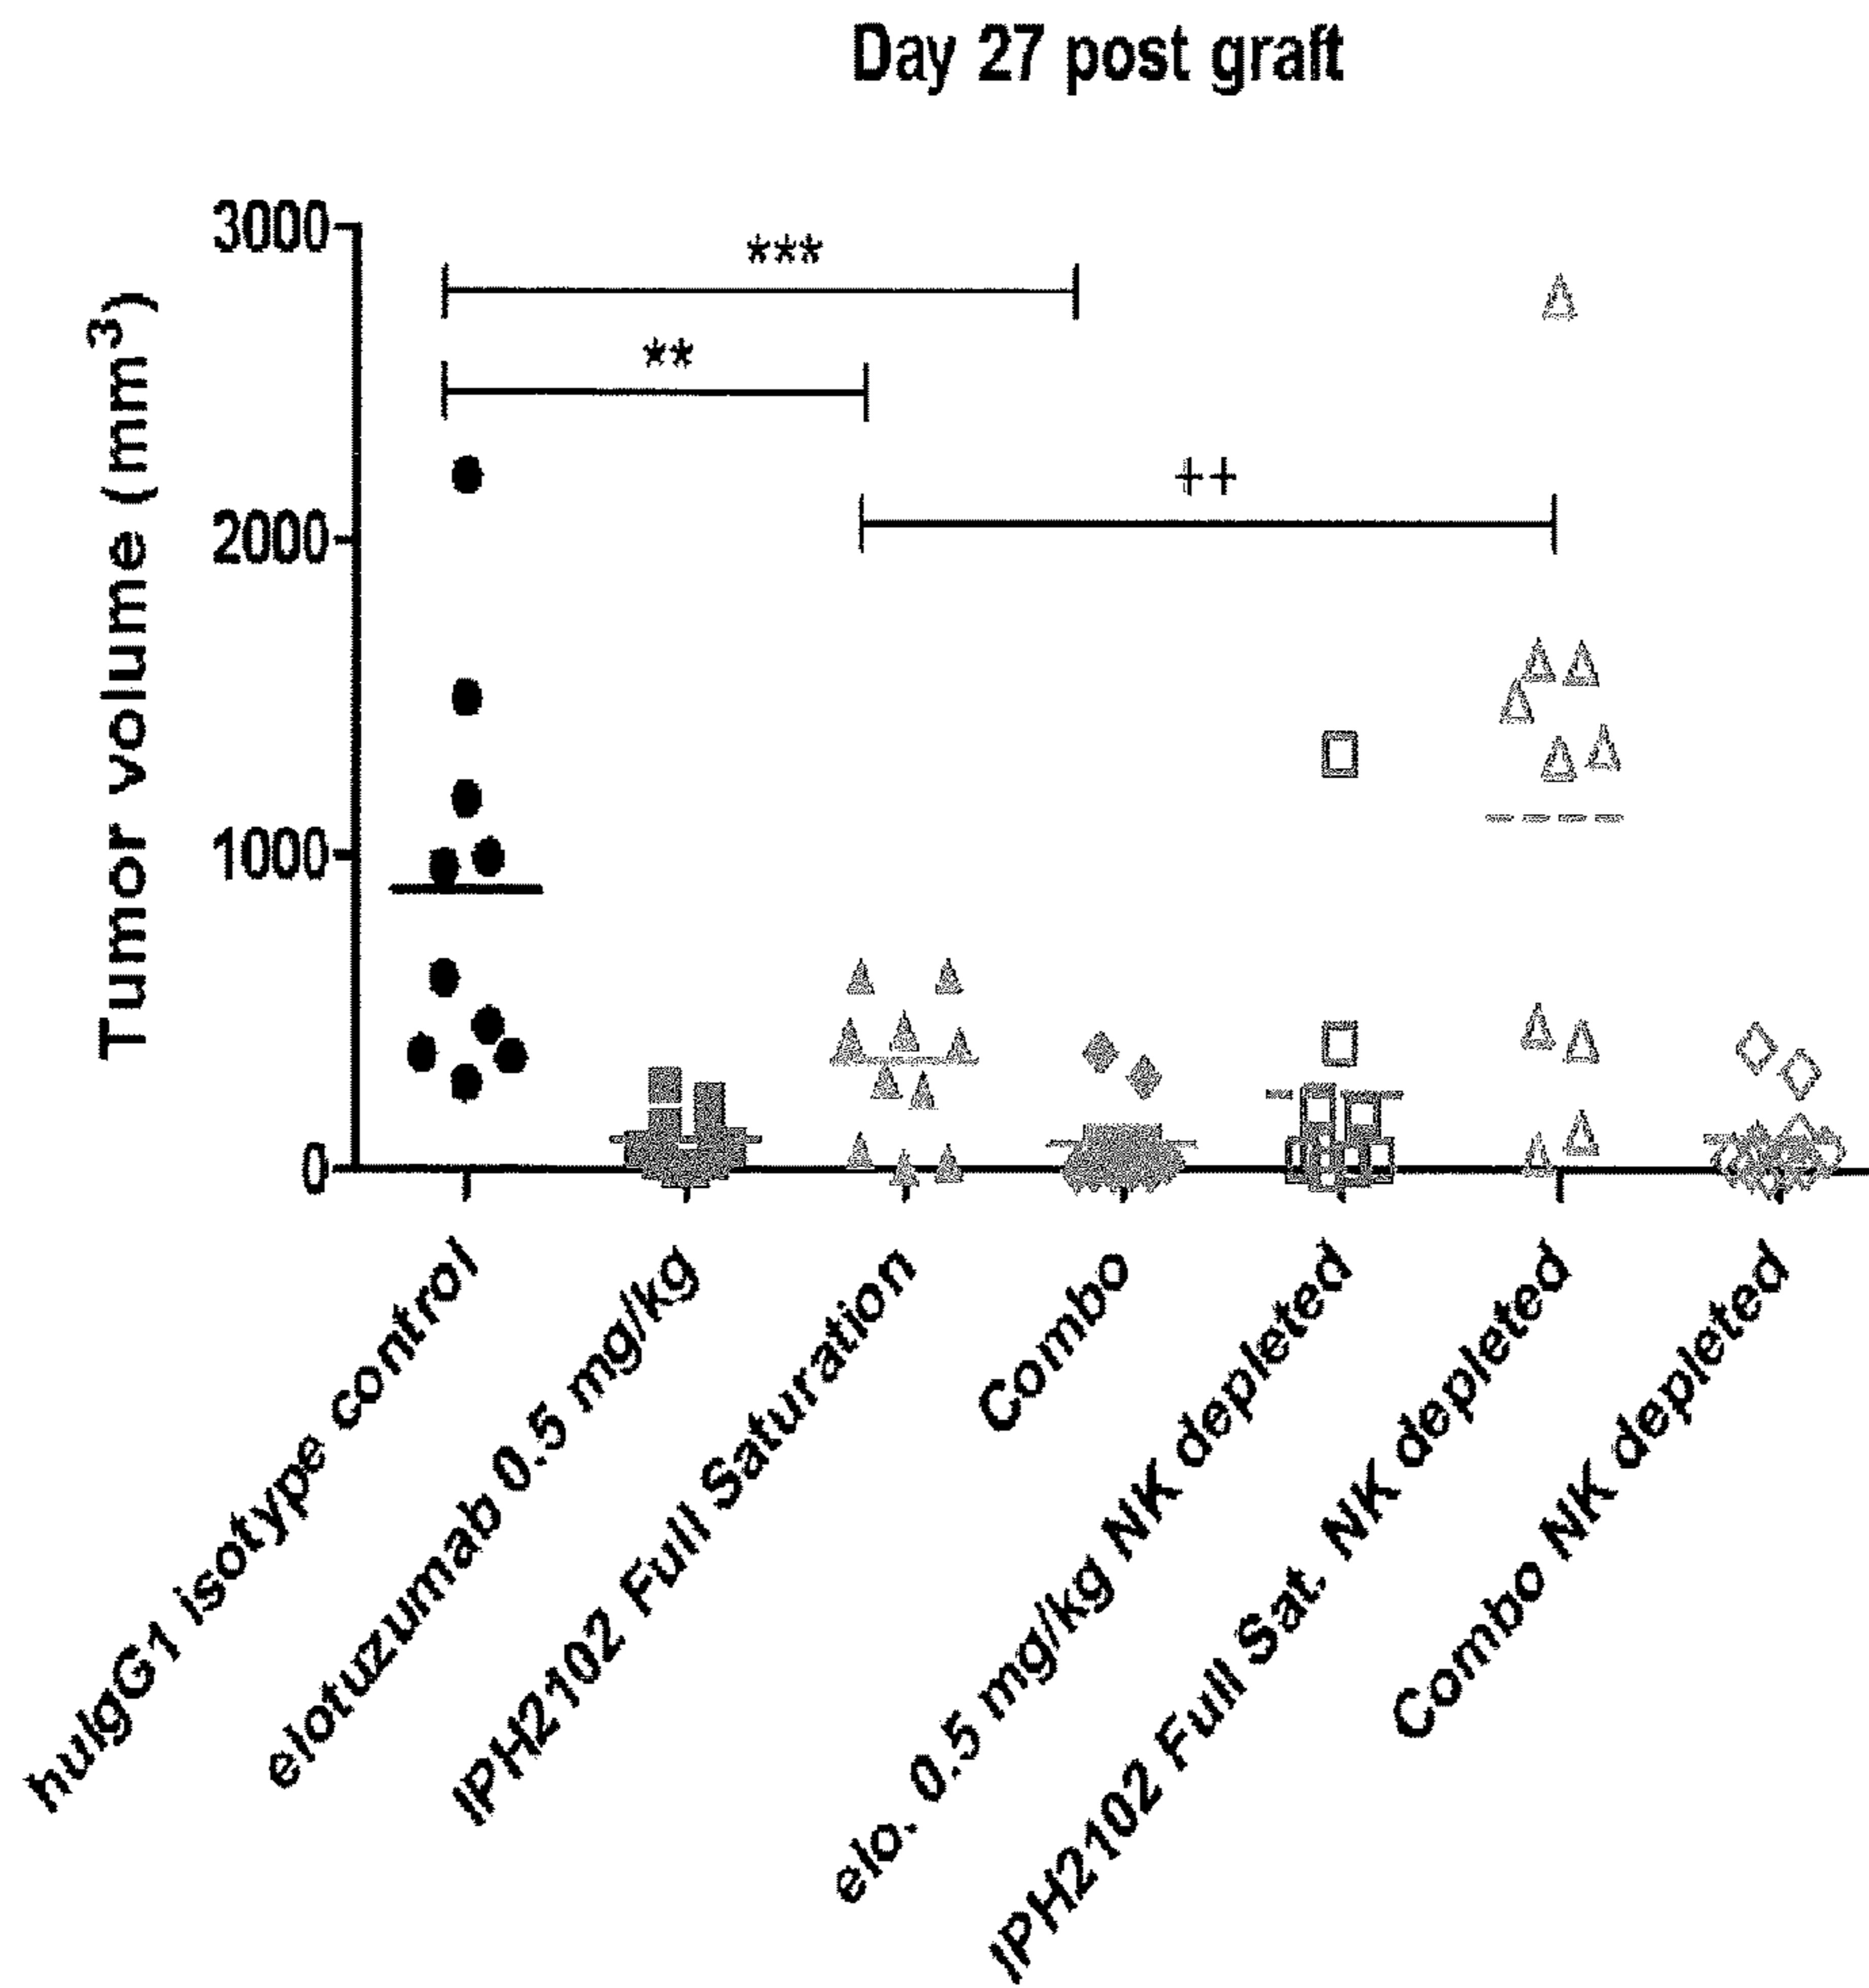 Day 27 post graft
Tumor volume (mm³)
3000
2000
1000
0
***
**
++
huIgG1 isotype control
elotuzumab 0.5 mg/kg
IPH2102 Full Saturation
Combo
elo. 0.5 mg/kg NK depleted
IPH2102 Full Sat. NK depleted
Combo NK depleted